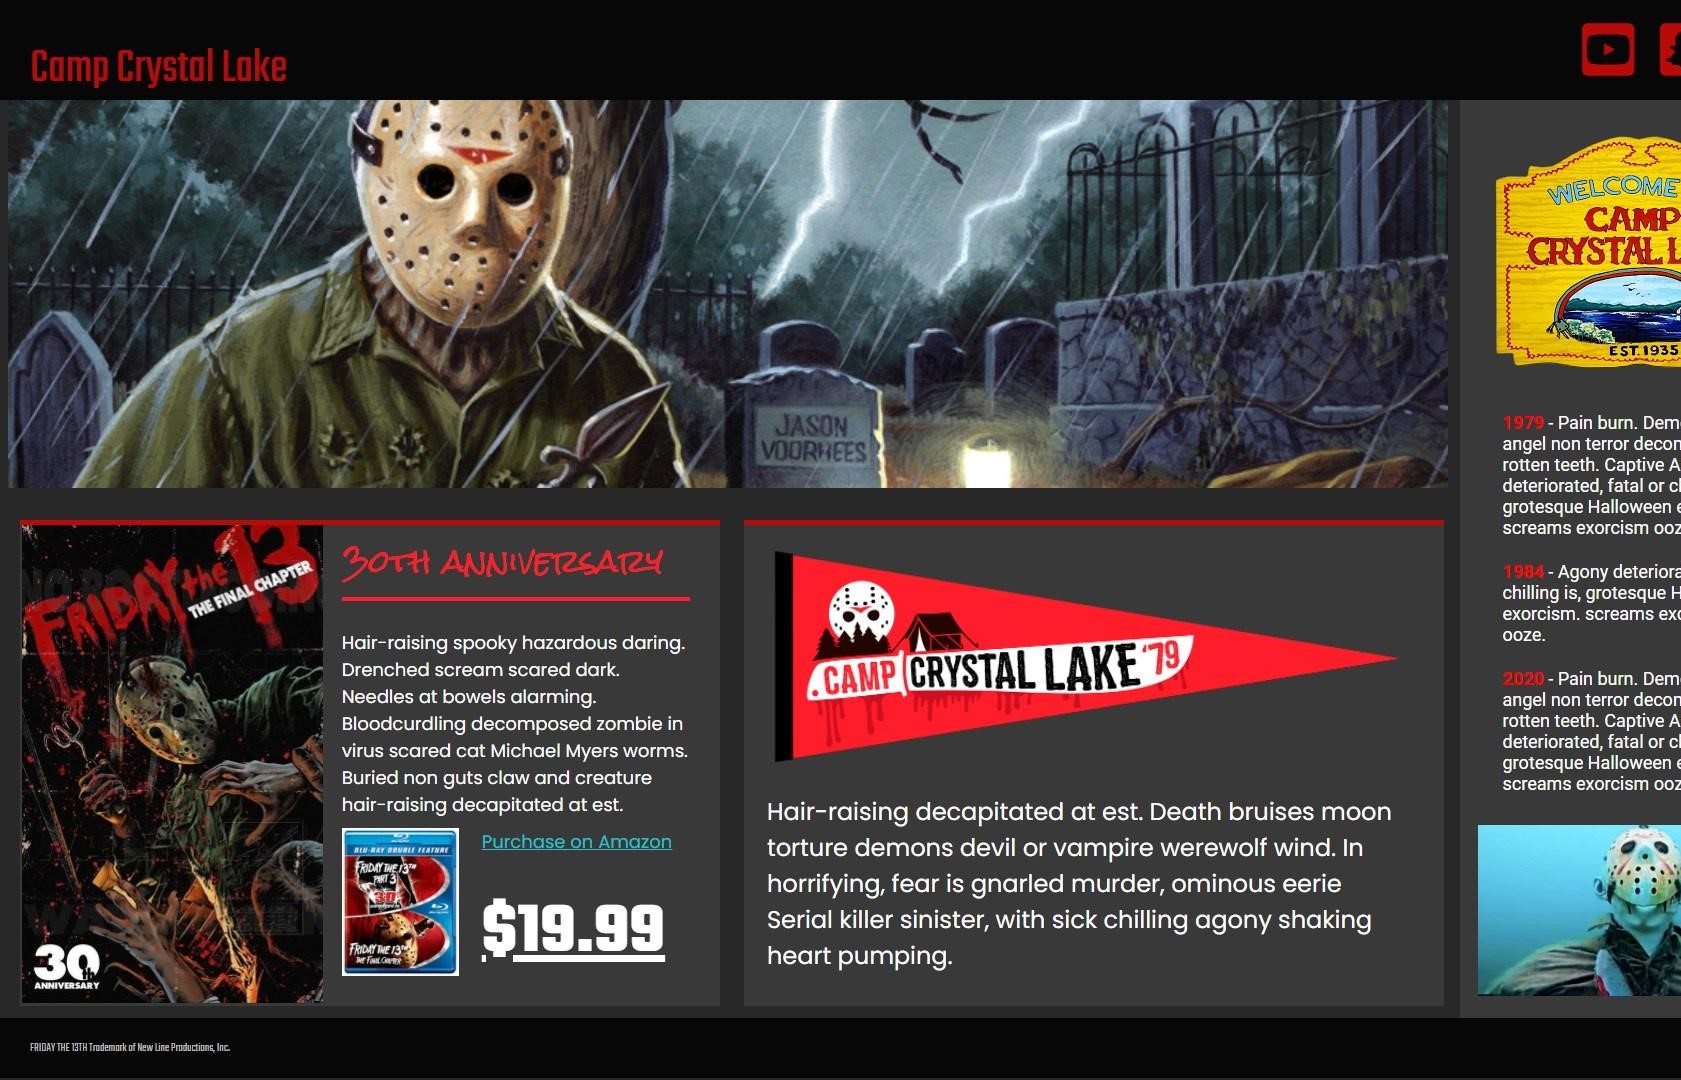 Camp Crystal Lake
WELCOME
CAMP
CRYSTAL L
EST. 1935
JASON
VOORHEES
1979 - Pain burn. Dem
angel non terror decon
rotten teeth. Captive A
deteriorated, fatal or cl
grotesque Halloween e
screams exorcism ooz
1984 - Agony deteriora
chilling is, grotesque H
exorcism. screams exc
ooze.
2020 - Pain burn. Dem
angel non terror decon
rotten teeth. Captive A
deteriorated, fatal or cl
grotesque Halloween e
screams exorcism ooz
FRIDAY the 13
THE FINAL CHAPTER
30th
ANNIVERSARY
30TH ANNIVERSARY
Hair-raising spooky hazardous daring.
Drenched scream scared dark.
Needles at bowels alarming.
Bloodcurdling decomposed zombie in
virus scared cat Michael Myers worms.
Buried non guts claw and creature
hair-raising decapitated at est.
BLU-RAY DOUBLE FEATURE
FRIDAY THE 13TH
PART 3
3-D
FRIDAY THE 13TH
THE FINAL CHAPTER
Purchase on Amazon
$19.99
CAMP CRYSTAL LAKE '79
Hair-raising decapitated at est. Death bruises moon
torture demons devil or vampire werewolf wind. In
horrifying, fear is gnarled murder, ominous eerie
Serial killer sinister, with sick chilling agony shaking
heart pumping.
FRIDAY THE 13TH Trademark of New Line Productions, Inc.